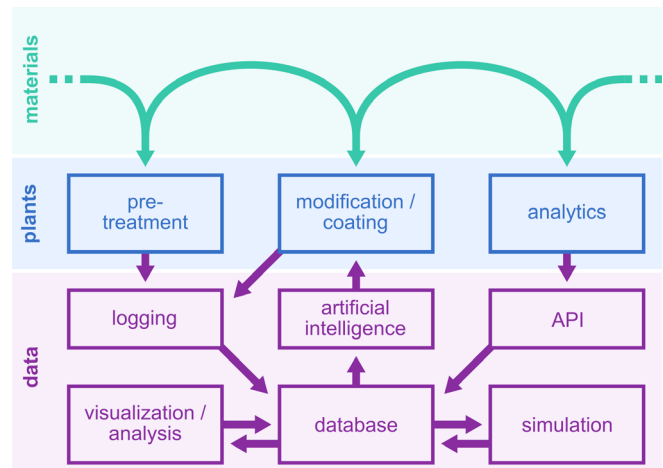 materials
plants
pre-
treatment
modification /
coating
analytics
data
logging
artificial
intelligence
API
visualization /
analysis
database
simulation